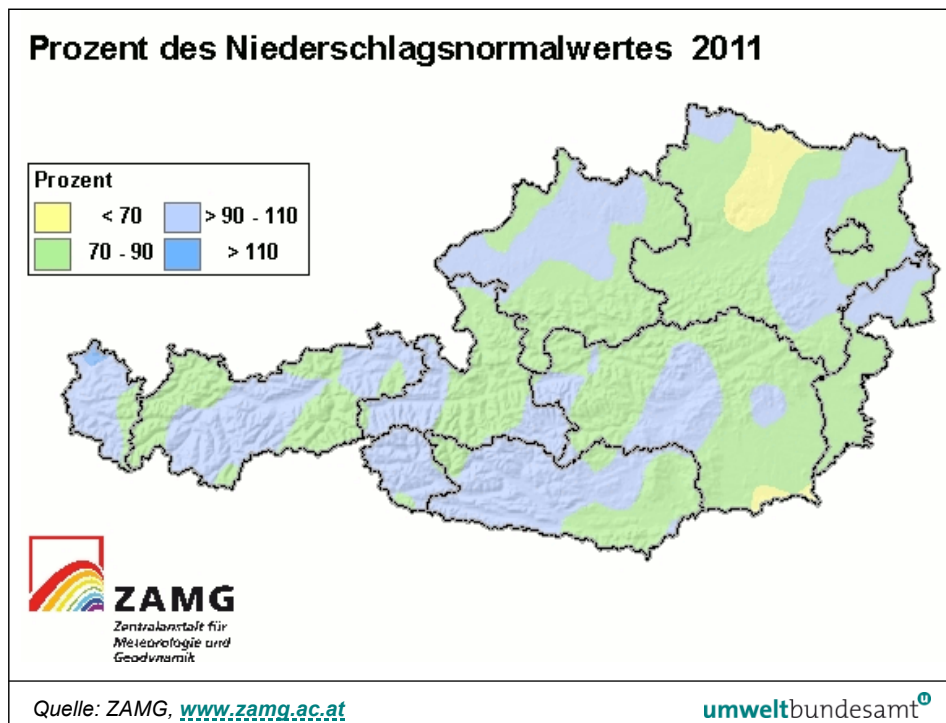 Prozent des Niederschlagsnormalwertes 2011
Prozent
< 70 > 90 - 110
70 - 90 > 110
ZAMG
Zentralanstalt für
Meteorologie und
Geodynamik
Quelle: ZAMG, www.zamg.ac.at
umweltbundesamt